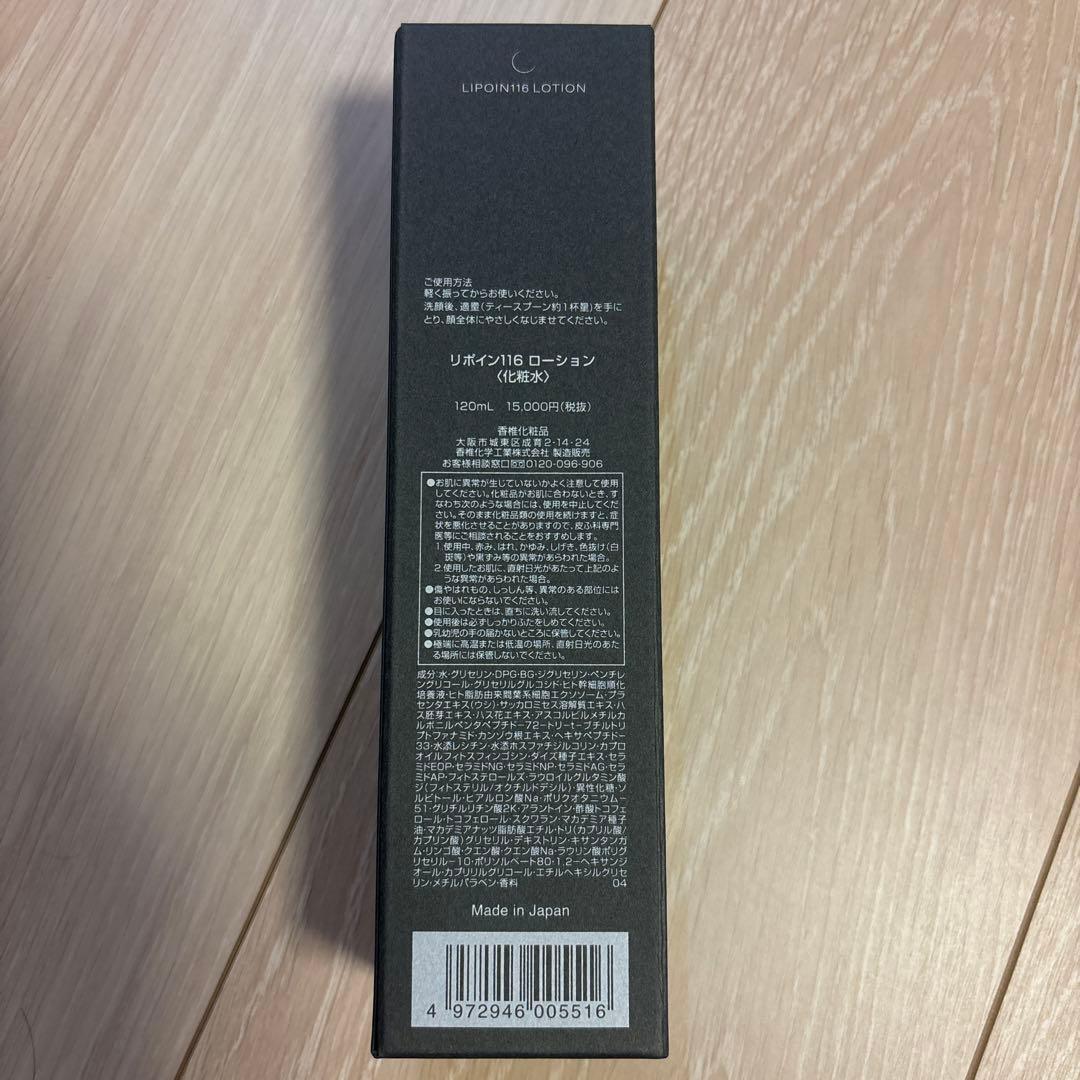 LIPOIN116 LOTION
ご使用方法
軽く振ってからお使いください。
洗顔後、適量(ティースプーン約1杯量)を手に
とり、顔全体にやさしくなじませてください。
リポイン116 ローション
〈化粧水〉
120mL 15,000円(税抜)
香椎化粧品
大阪市城東区成育2-14-24
香椎化学工業株式会社 製造販売
お客様相談窓口 0120-096-906
●お肌に異常が生じていないかよく注意して使用
してください。化粧品がお肌に合わないとき、す
なわち次のような場合には、使用を中止してくだ
さい。そのまま化粧品類の使用を続けますと、症
状を悪化させることがありますので、皮ふ科専門
医等にご相談されることをおすすめします。
1.使用中、赤み、はれ、かゆみ、しげき、色抜け(白
斑等)や黒ずみ等の異常があらわれた場合。
2.使用したお肌に、直射日光があたって上記のよ
うな異常があらわれた場合。
●傷やはれもの、しっしん等、異常のある部位には
お使いにならないでください。
●目に入ったときは、直ちに洗い流してください。
●使用後は必ずしっかりふたをしめてください。
●乳幼児の手の届かないところに保管してください。
●極端に高温または低温の場所、直射日光のあた
る場所には保管しないでください。
成分:水・グリセリン・DPG・BG・ジグリセリン・ペンチレ
ングリコール・グリセリルグルコシド・ヒト幹細胞順化
培養液・ヒト脂肪由来間葉系細胞エクソソーム・プラ
センタエキス(ウシ)・サッカロミセス溶解質エキス・ハ
ス胚芽エキス・ハス花エキス・アスコルビルメチルカ
ルボニルペンタペプチド-72-トリ-t-ブチルトリ
プトファナミド・カンゾウ根エキス・ヘキサペプチド-
33・水添レシチン・水添ホスファチジルコリン・カプロ
オイルフィトスフィンゴシン・ダイズ種子エキス・セラ
ミドEOP・セラミドNG・セラミドNP・セラミドAG・セラ
ミドAP・フィトステロールズ・ラウロイルグルタミン酸
ジ(フィトステリル/オクチルドデシル)・異性化糖・ソ
ルビトール・ヒアルロン酸Na・ポリクオタニウム-
51・グリチルリチン酸2K・アラントイン・酢酸トコフェ
ロール・トコフェロール・スクワラン・マカデミア種子
油・マカデミアナッツ脂肪酸エチル・トリ(カプリル酸/
カプリン酸)グリセリル・デキストリン・キサンタンガ
ム・リンゴ酸・クエン酸・クエン酸Na・ラウリン酸ポリグ
リセリル-10・ポリソルベート80・1,2-ヘキサンジ
オール・カプリリルグリコール・エチルヘキシルグリセ
リン・メチルパラベン・香料 04
Made in Japan
4 972946 005516